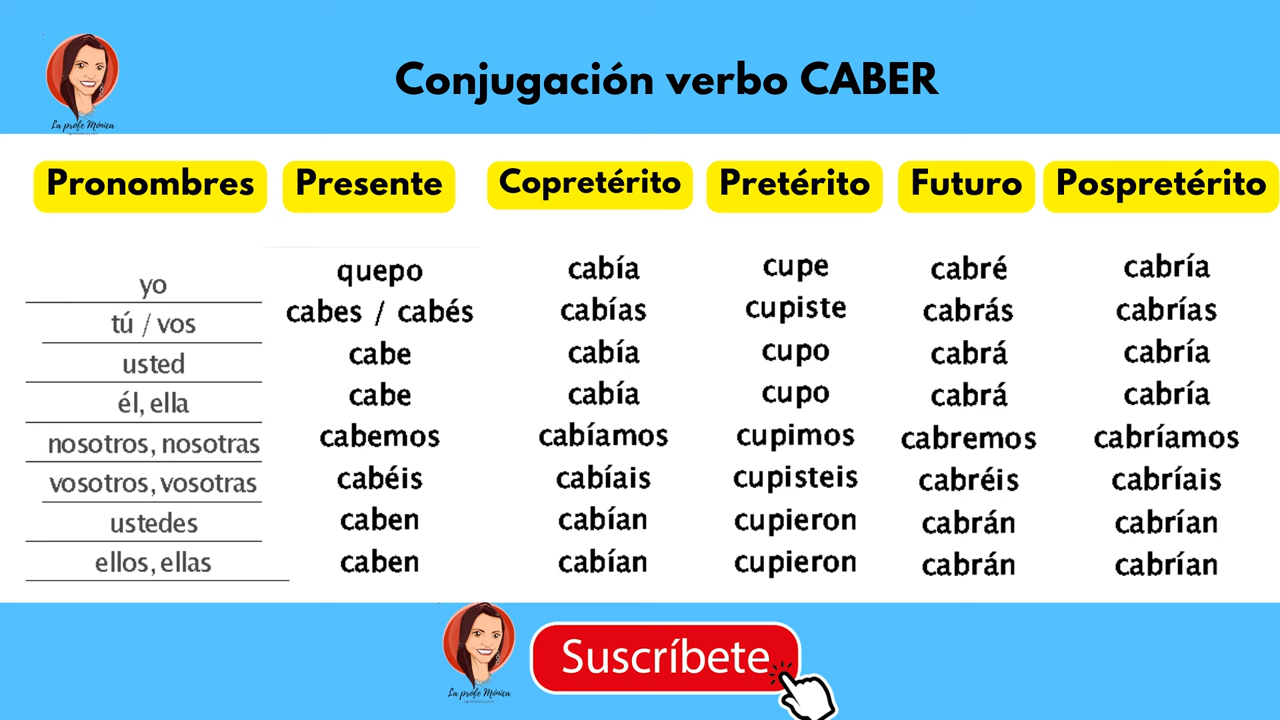 Conjugación verbo CABER
La profe Mónica
Pronombres Presente Copretérito Pretérito Futuro Pospretérito
yo quepo cabía cupe cabré cabría
tú / vos cabes / cabés cabías cupiste cabrás cabrías
usted cabe cabía cupo cabrá cabría
él, ella cabe cabía cupo cabrá cabría
nosotros, nosotras cabemos cabíamos cupimos cabremos cabríamos
vosotros, vosotras cabéis cabíais cupisteis cabréis cabríais
ustedes caben cabían cupieron cabrán cabrían
ellos, ellas caben cabían cupieron cabrán cabrían
Suscríbete
La profe Mónica